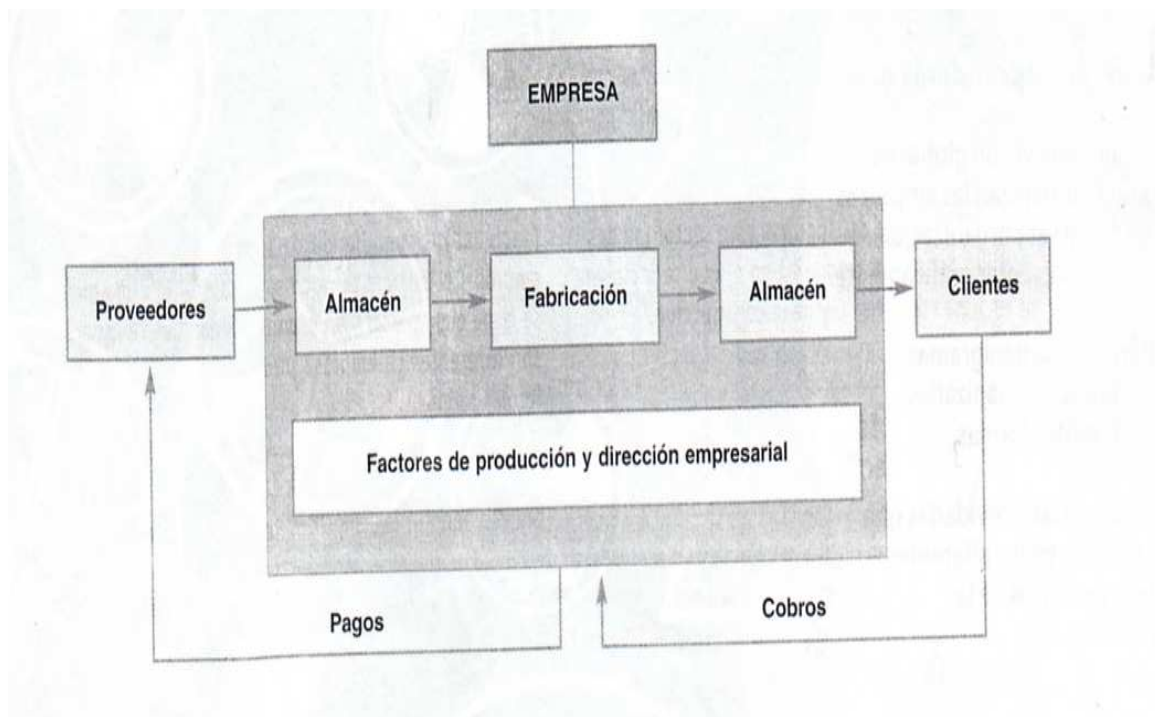 EMPRESA
Proveedores
Almacén
Fabricación
Almacén
Clientes
Factores de producción y dirección empresarial
Pagos
Cobros